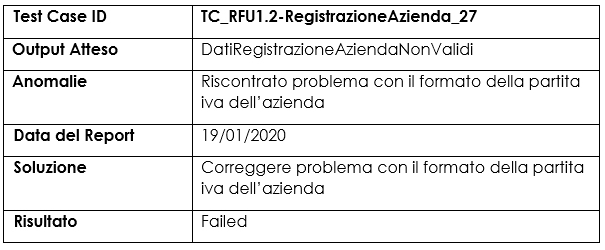 Test Case ID TC_RFU1.2-RegistrazioneAzienda_27
Output Atteso DatiRegistrazioneAziendaNonValidi
Anomalie Riscontrato problema con il formato della partita
iva dell'azienda
Data del Report 19/01/2020
Soluzione Correggere problema con il formato della partita
iva dell'azienda
Risultato Failed